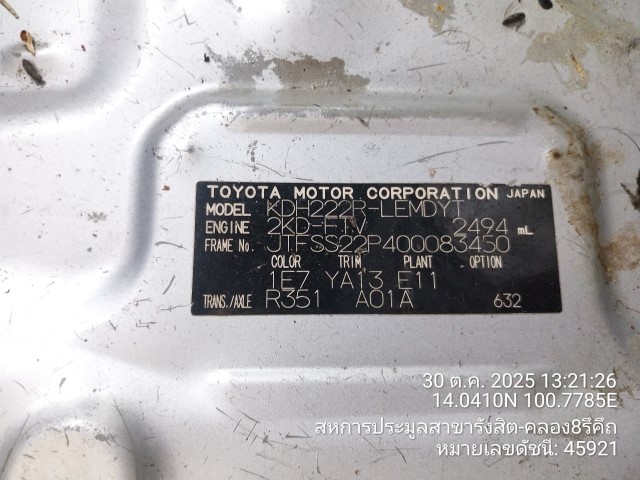 TOYOTA MOTOR CORPORATION JAPAN
MODEL KDH222R-LEMDYT
ENGINE 2KD-FTV 2494 mL
FRAME No. JTFSS22P400083450
COLOR TRIM PLANT OPTION
1E7 YA13 E11
TRANS./AXLE R351 A01A 632
30 ต.ค. 2025 13:21:26
14.0410N 100.7785E
สหการประมูลสาขารังสิต-คลอง8รีคีถ
หมายเลขดัชนี: 45921